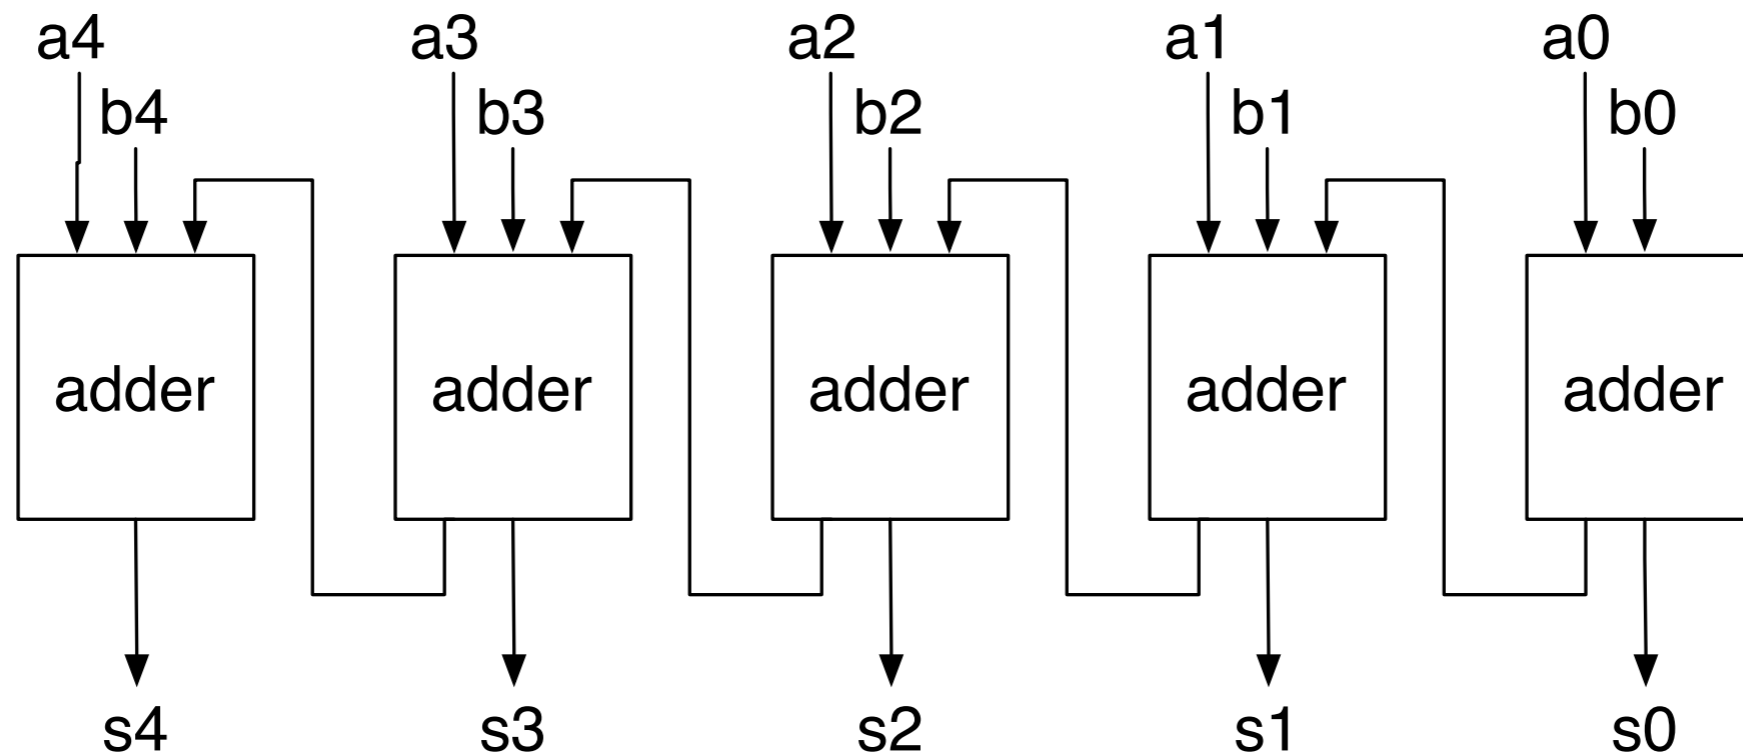 a4 a3 a2 a1 a0
b4 b3 b2 b1 b0
adder adder adder adder adder
s4 s3 s2 s1 s0